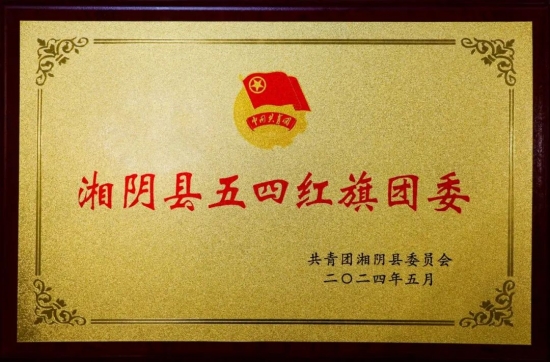 中国共青团
湘阴县五四红旗团委
共青团湘阴县委员会
二〇二四年五月